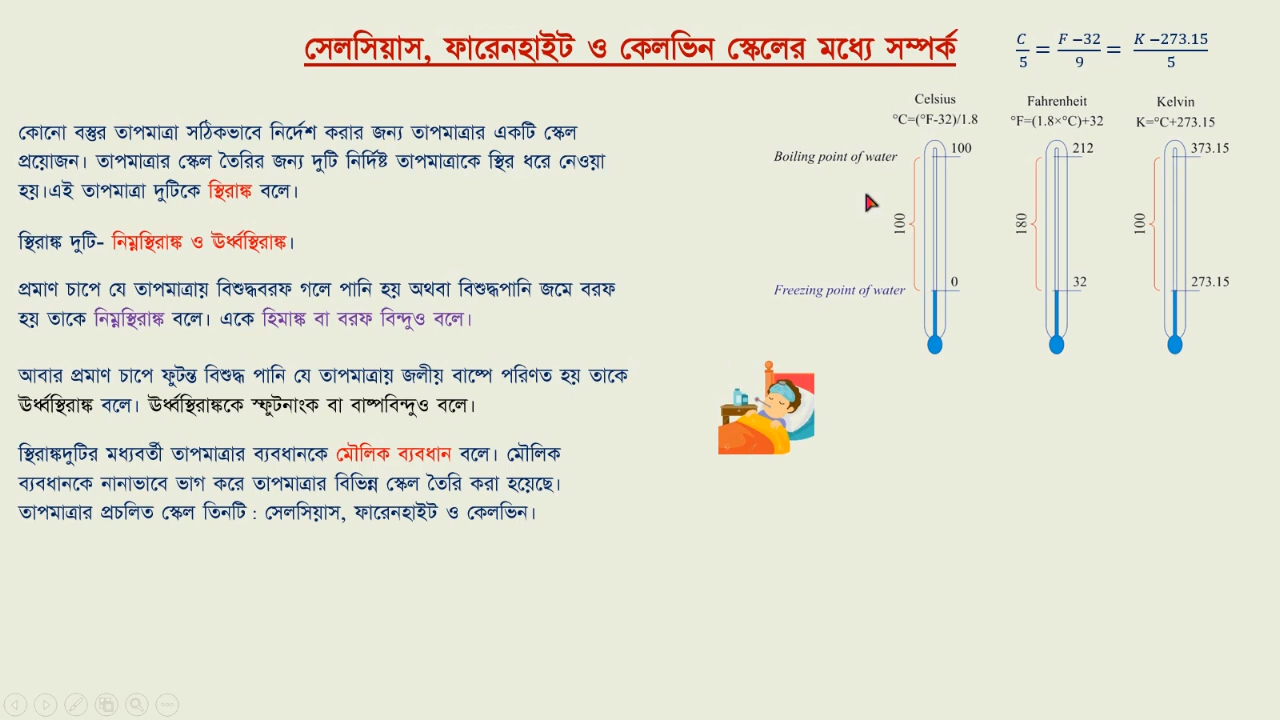 সেলসিয়াস, ফারেনহাইট ও কেলভিন স্কেলের মধ্যে সম্পর্ক
C/5 = F −32/9 = K −273.15/5
কোনো বস্তুর তাপমাত্রা সঠিকভাবে নির্দেশ করার জন্য তাপমাত্রার একটি স্কেল
প্রয়োজন। তাপমাত্রার স্কেল তৈরির জন্য দুটি নির্দিষ্ট তাপমাত্রাকে স্থির ধরে নেওয়া
হয়।এই তাপমাত্রা দুটিকে স্থিরাঙ্ক বলে।
স্থিরাঙ্ক দুটি- নিম্নস্থিরাঙ্ক ও ঊর্ধ্বস্থিরাঙ্ক।
প্রমাণ চাপে যে তাপমাত্রায় বিশুদ্ধবরফ গলে পানি হয় অথবা বিশুদ্ধপানি জমে বরফ
হয় তাকে নিম্নস্থিরাঙ্ক বলে। একে হিমাঙ্ক বা বরফ বিন্দুও বলে।
আবার প্রমাণ চাপে ফুটন্ত বিশুদ্ধ পানি যে তাপমাত্রায় জলীয় বাষ্পে পরিণত হয় তাকে
ঊর্ধ্বস্থিরাঙ্ক বলে। ঊর্ধ্বস্থিরাঙ্ককে স্ফুটনাংক বা বাষ্পবিন্দুও বলে।
স্থিরাঙ্কদুটির মধ্যবর্তী তাপমাত্রার ব্যবধানকে মৌলিক ব্যবধান বলে। মৌলিক
ব্যবধানকে নানাভাবে ভাগ করে তাপমাত্রার বিভিন্ন স্কেল তৈরি করা হয়েছে।
তাপমাত্রার প্রচলিত স্কেল তিনটি : সেলসিয়াস, ফারেনহাইট ও কেলভিন।
Celsius Fahrenheit Kelvin
°C=(°F-32)/1.8 °F=(1.8×°C)+32 K=°C+273.15
Boiling point of water 100 212 373.15
100 180 100
Freezing point of water 0 32 273.15